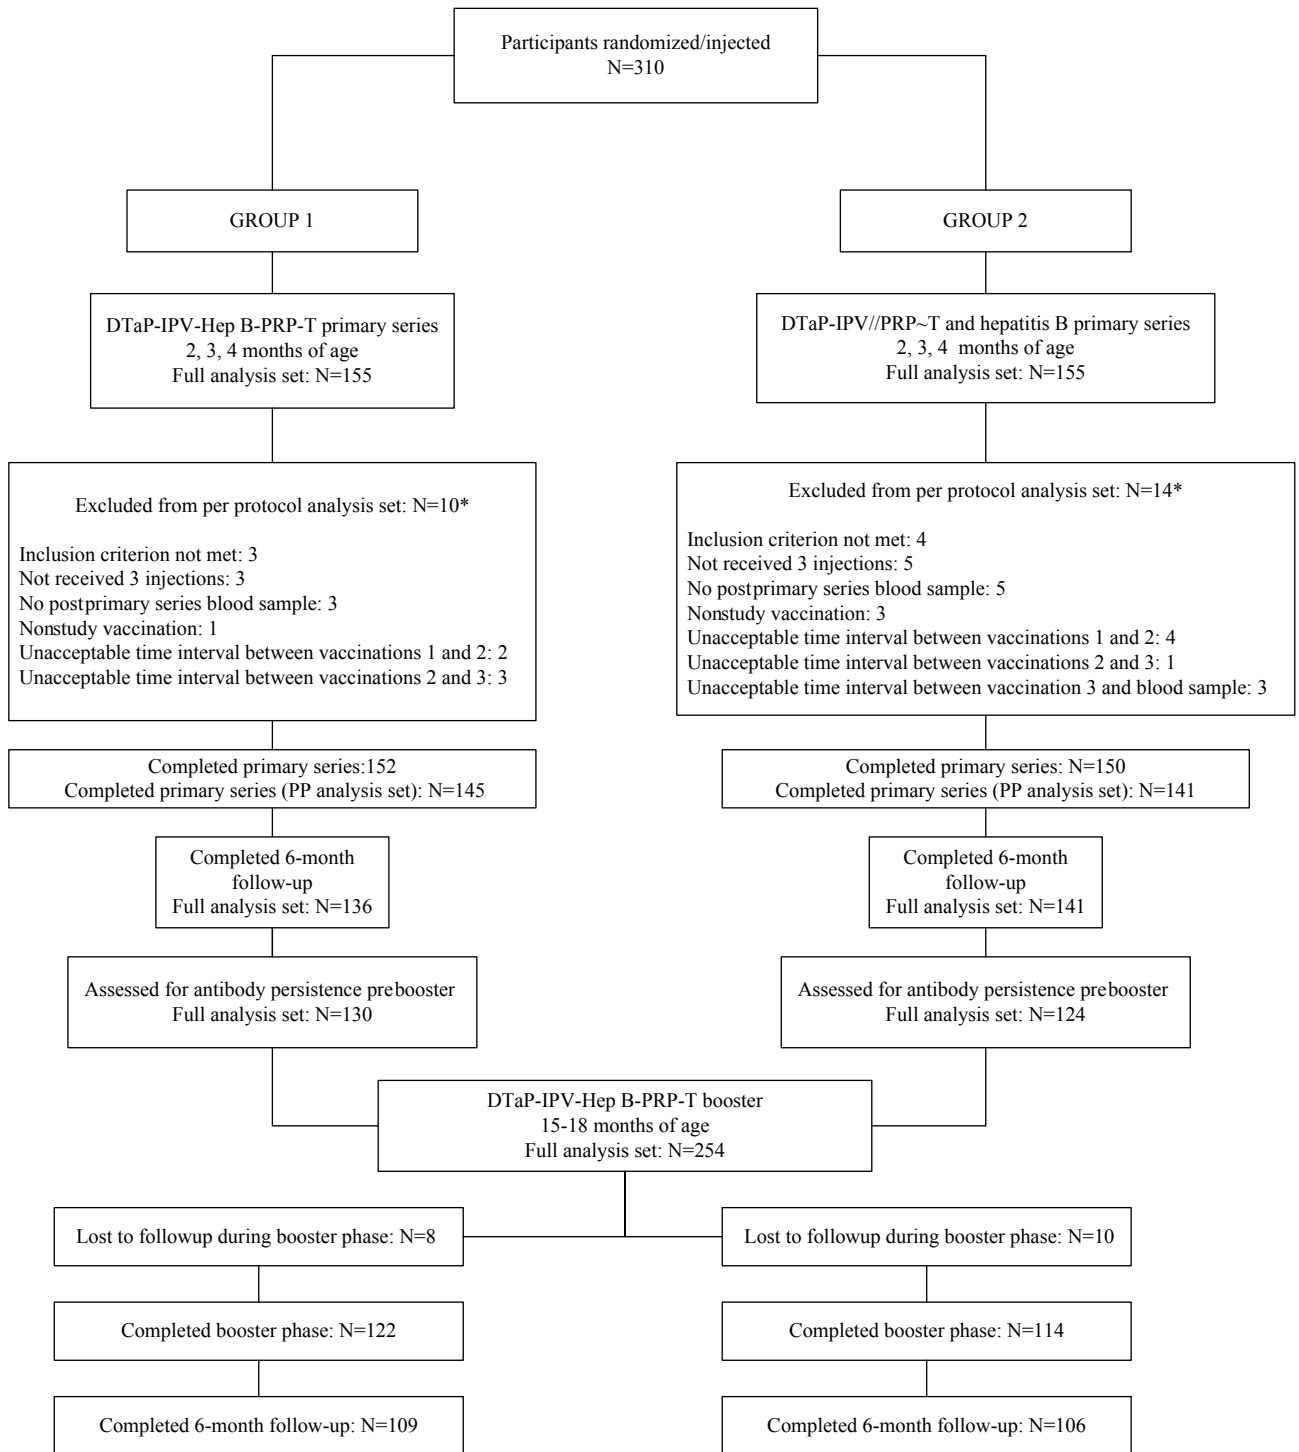 Participants randomized/injected
N=310
GROUP 1
GROUP 2
DTaP-IPV-Hep B-PRP-T primary series
2, 3, 4 months of age
Full analysis set: N=155
DTaP-IPV//PRP~T and hepatitis B primary series
2, 3, 4 months of age
Full analysis set: N=155
Excluded from per protocol analysis set: N=10*
Inclusion criterion not met: 3
Not received 3 injections: 3
No postprimary series blood sample: 3
Nonstudy vaccination: 1
Unacceptable time interval between vaccinations 1 and 2: 2
Unacceptable time interval between vaccinations 2 and 3: 3
Excluded from per protocol analysis set: N=14*
Inclusion criterion not met: 4
Not received 3 injections: 5
No postprimary series blood sample: 5
Nonstudy vaccination: 3
Unacceptable time interval between vaccinations 1 and 2: 4
Unacceptable time interval between vaccinations 2 and 3: 1
Unacceptable time interval between vaccination 3 and blood sample: 3
Completed primary series:152
Completed primary series (PP analysis set): N=145
Completed primary series: N=150
Completed primary series (PP analysis set): N=141
Completed 6-month
follow-up
Full analysis set: N=136
Completed 6-month
follow-up
Full analysis set: N=141
Assessed for antibody persistence prebooster
Full analysis set: N=130
Assessed for antibody persistence prebooster
Full analysis set: N=124
DTaP-IPV-Hep B-PRP-T booster
15-18 months of age
Full analysis set: N=254
Lost to followup during booster phase: N=8
Lost to followup during booster phase: N=10
Completed booster phase: N=122
Completed booster phase: N=114
Completed 6-month follow-up: N=109
Completed 6-month follow-up: N=106